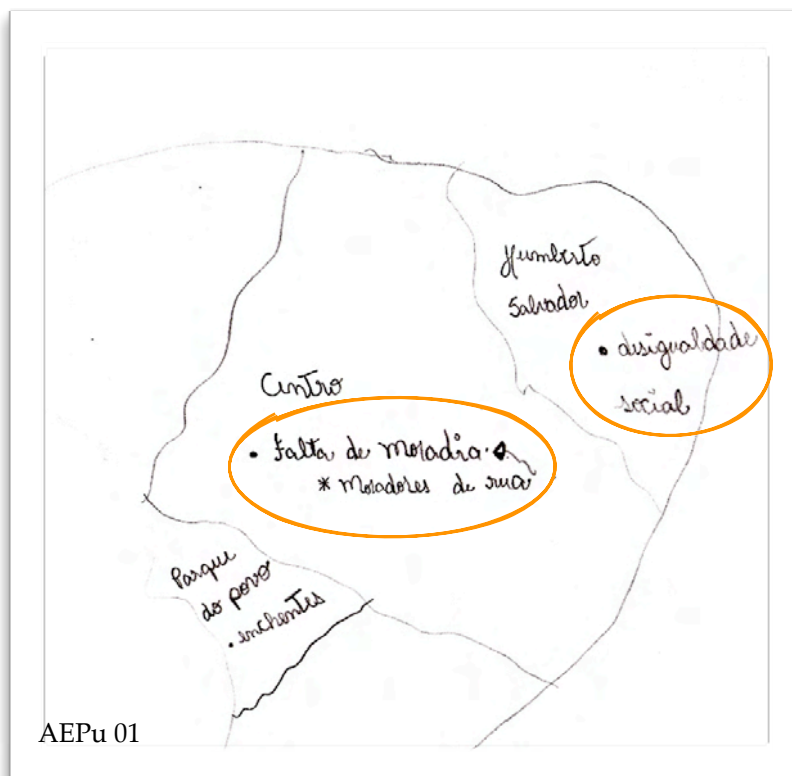 Humberto
Salvador
• desigualdade
social
Centro
• Falta de moradia.
* Moradores de rua
Parque
do povo
• enchentes
AEPu 01